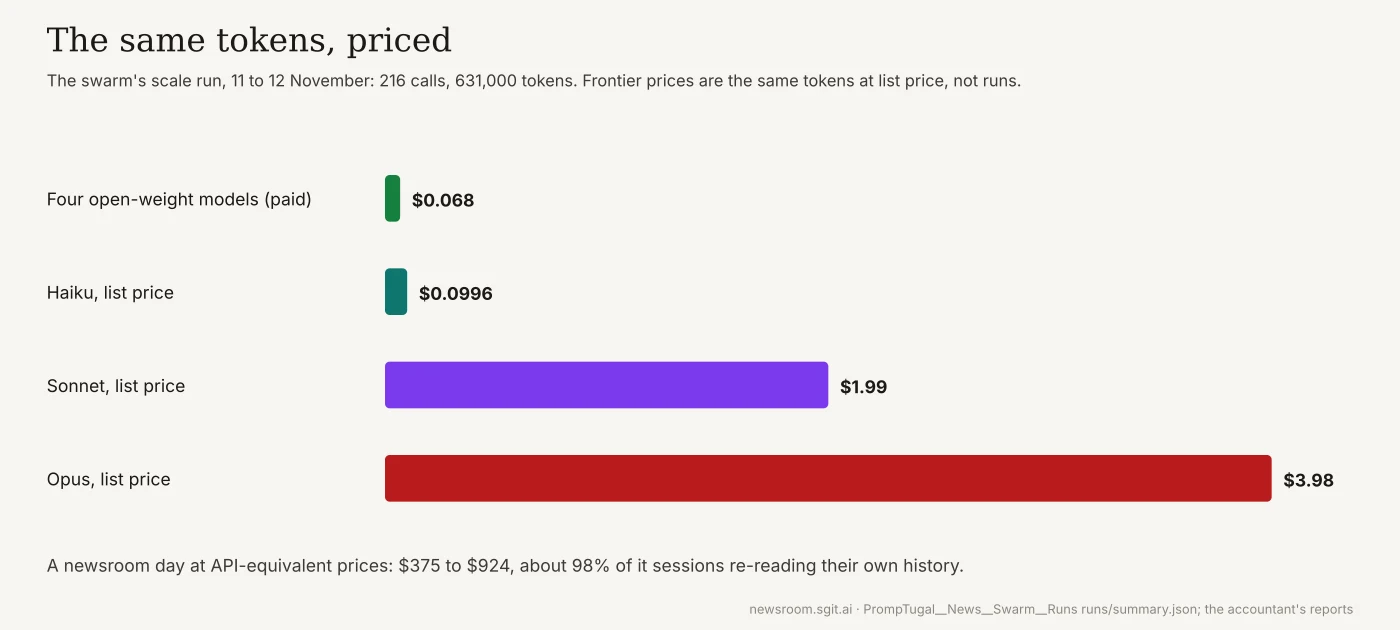 The same tokens, priced
The swarm's scale run, 11 to 12 November: 216 calls, 631,000 tokens. Frontier prices are the same tokens at list price, not runs.
Four open-weight models (paid) $0.068
Haiku, list price $0.0996
Sonnet, list price $1.99
Opus, list price $3.98
A newsroom day at API-equivalent prices: $375 to $924, about 98% of it sessions re-reading their own history.
newsroom.sgit.ai · PrompTugal__News__Swarm__Runs runs/summary.json; the accountant's reports